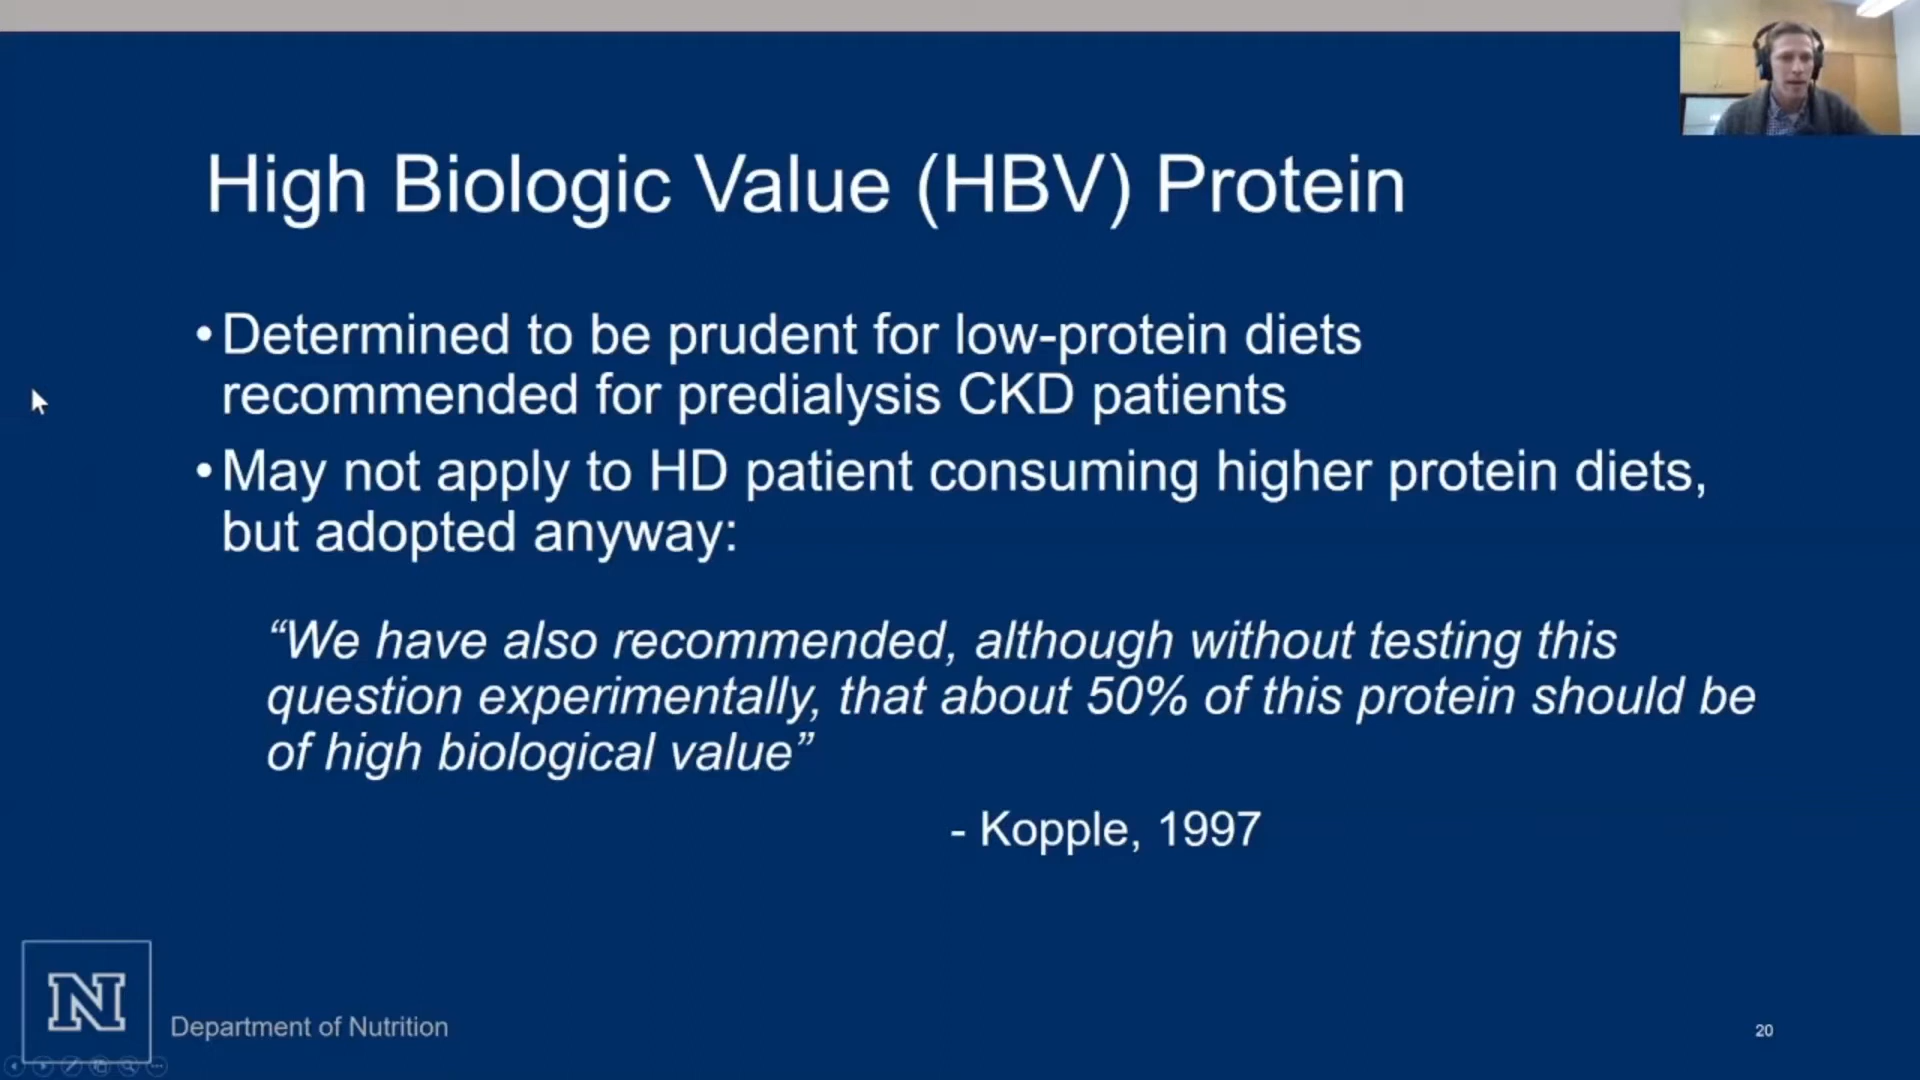 High Biologic Value (HBV) Protein
•Determined to be prudent for low-protein diets
recommended for predialysis CKD patients
•May not apply to HD patient consuming higher protein diets,
but adopted anyway:
“We have also recommended, although without testing this
question experimentally, that about 50% of this protein should be
of high biological value”
- Kopple, 1997
N
Department of Nutrition
20